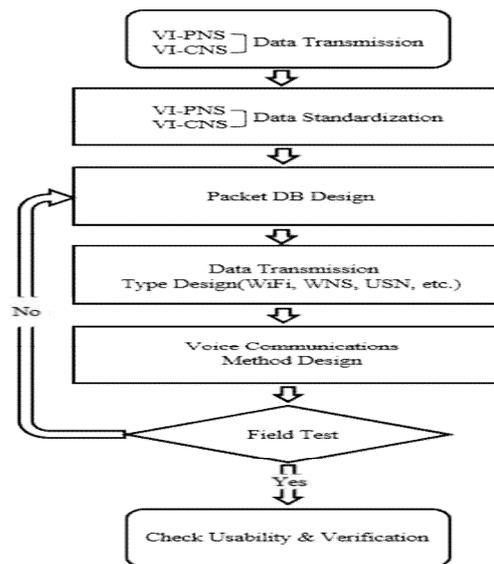 VI-PNS
VI-CNS
Data Transmission
VI-PNS
VI-CNS
Data Standardization
Packet DB Design
Data Transmission
Type Design(WiFi, WNS, USN, etc.)
Voice Communications
Method Design
Field Test
No
Yes
Check Usability & Verification